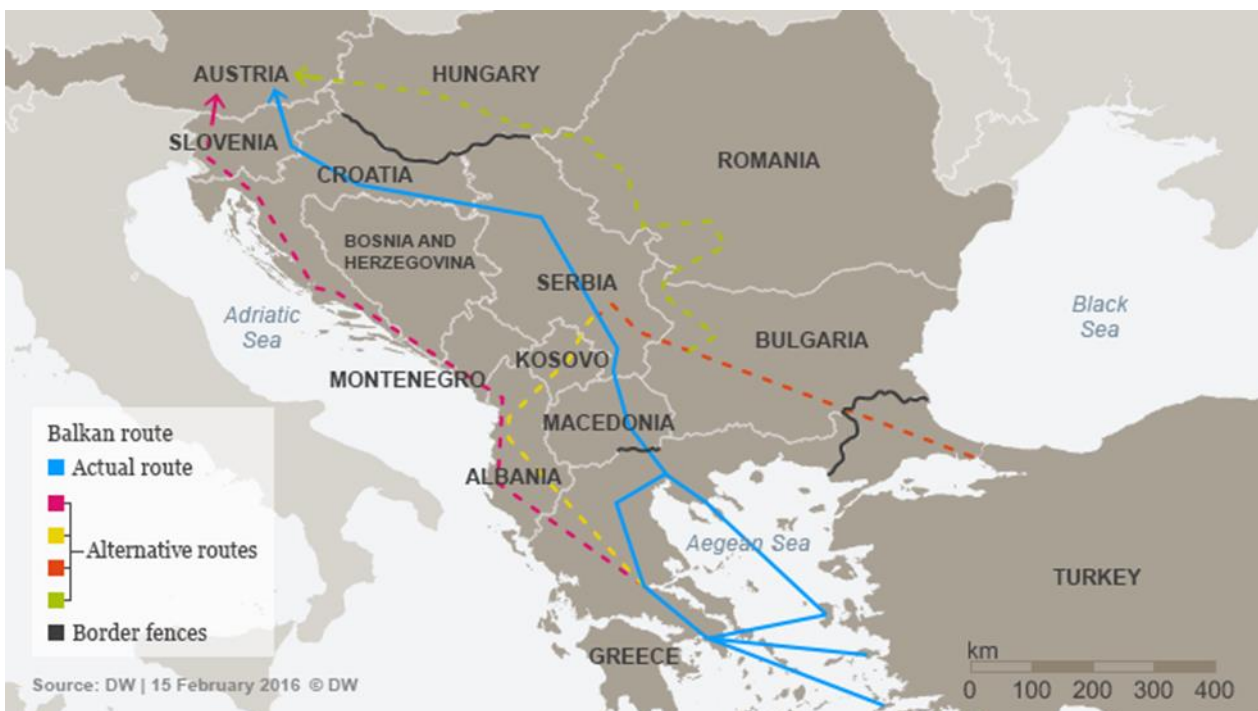 AUSTRIA
HUNGARY
SLOVENIA
CROATIA
ROMANIA
BOSNIA AND
HERZEGOVINA
SERBIA
Adriatic
Sea
Black
Sea
BULGARIA
KOSOVO
MONTENEGRO
MACEDONIA
ALBANIA
Aegean Sea
TURKEY
GREECE
Balkan route
Actual route
Alternative routes
Border fences
Source: DW | 15 February 2016 © DW
km
0 100 200 300 400